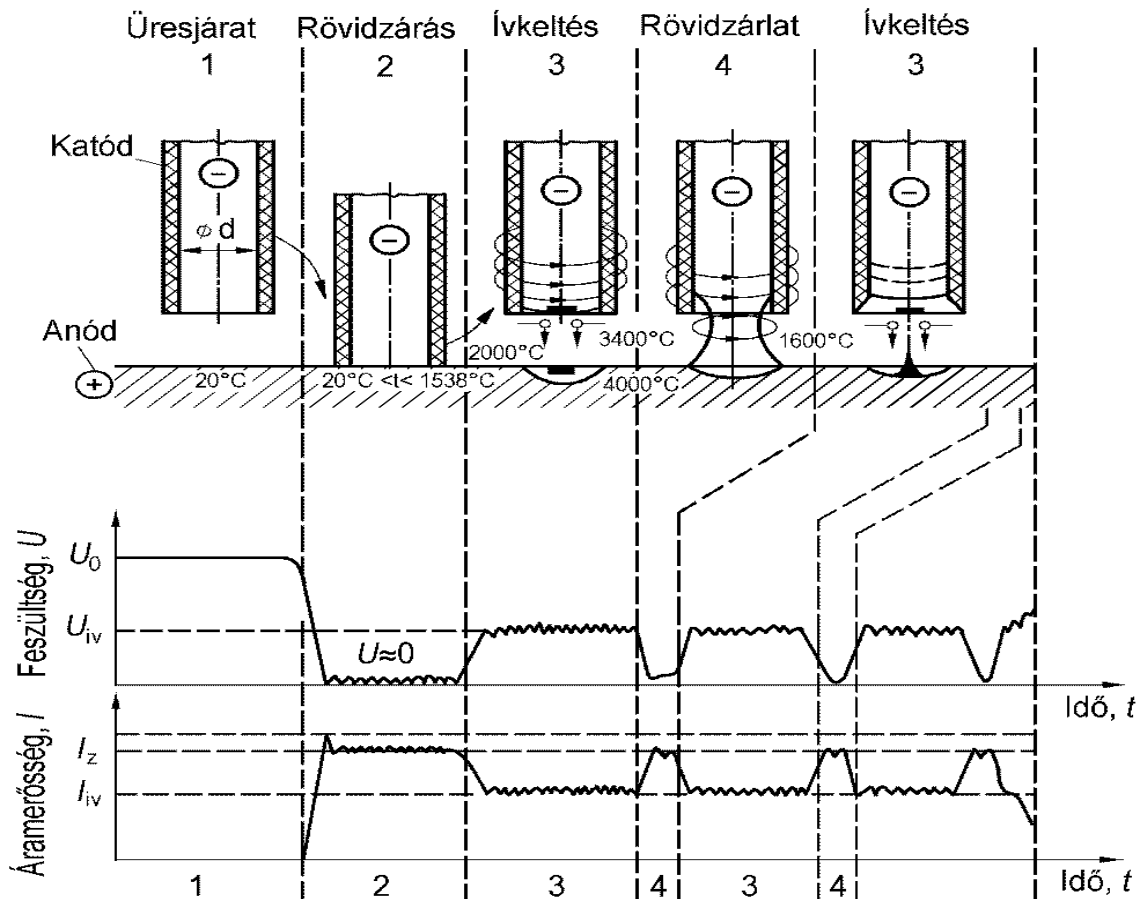 Üresjárat Rövidzárás Ívkeltés Rövidzárlat Ívkeltés
1 2 3 4 3
Katód
φ d
Anód
2000°C 3400°C 1600°C
20°C 20°C <t< 1538°C 4000°C
Feszültség, U
U₀
Uív
U≈0
Idő, t
Áramerősség, I
Iz
Iív
1 2 3 4 3 4
Idő, t